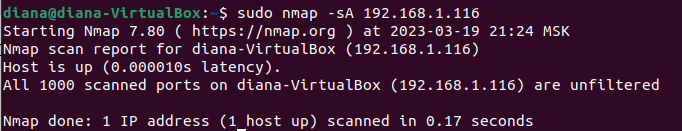 diana@diana-VirtualBox:~$ sudo nmap -sA 192.168.1.116
Starting Nmap 7.80 ( https://nmap.org ) at 2023-03-19 21:24 MSK
Nmap scan report for diana-VirtualBox (192.168.1.116)
Host is up (0.000010s latency).
All 1000 scanned ports on diana-VirtualBox (192.168.1.116) are unfiltered

Nmap done: 1 IP address (1 host up) scanned in 0.17 seconds